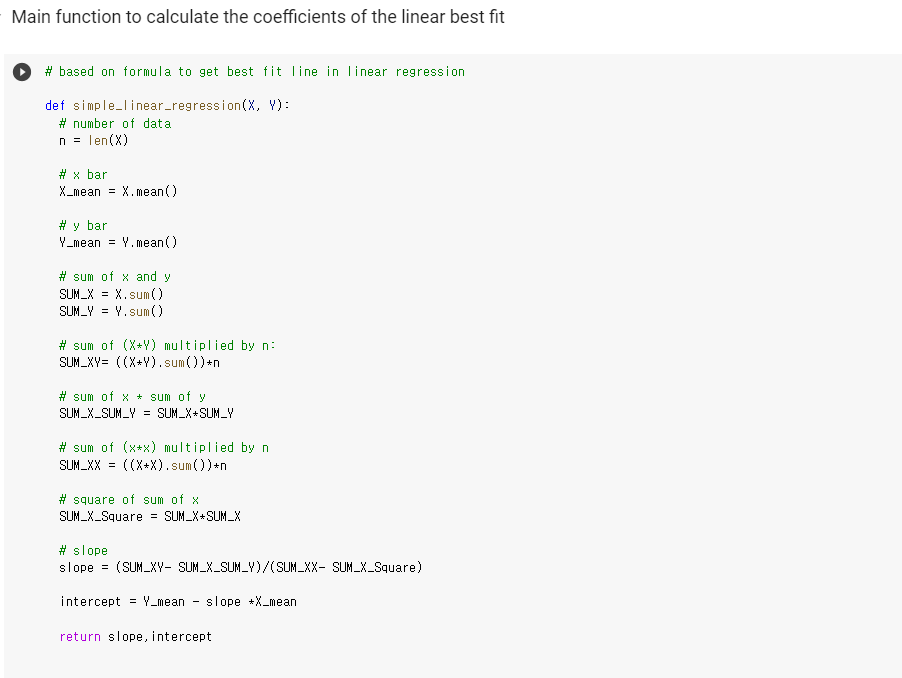 Main function to calculate the coefficients of the linear best fit
# based on formula to get best fit line in linear regression
def simple_linear_regression(X, Y):
# number of data
n = len(X)
# x bar
X_mean = X.mean()
# y bar
Y_mean = Y.mean()
# sum of x and y
SUM_X = X.sum()
SUM_Y = Y.sum()
# sum of (X*Y) multiplied by n:
SUM_XY= ((X*Y).sum())*n
# sum of x * sum of y
SUM_X_SUM_Y = SUM_X*SUM_Y
# sum of (x*x) multiplied by n
SUM_XX = ((X*X).sum())*n
# square of sum of x
SUM_X_Square = SUM_X*SUM_X
# slope
slope = (SUM_XY- SUM_X_SUM_Y)/(SUM_XX- SUM_X_Square)
intercept = Y_mean - slope *X_mean
return slope,intercept